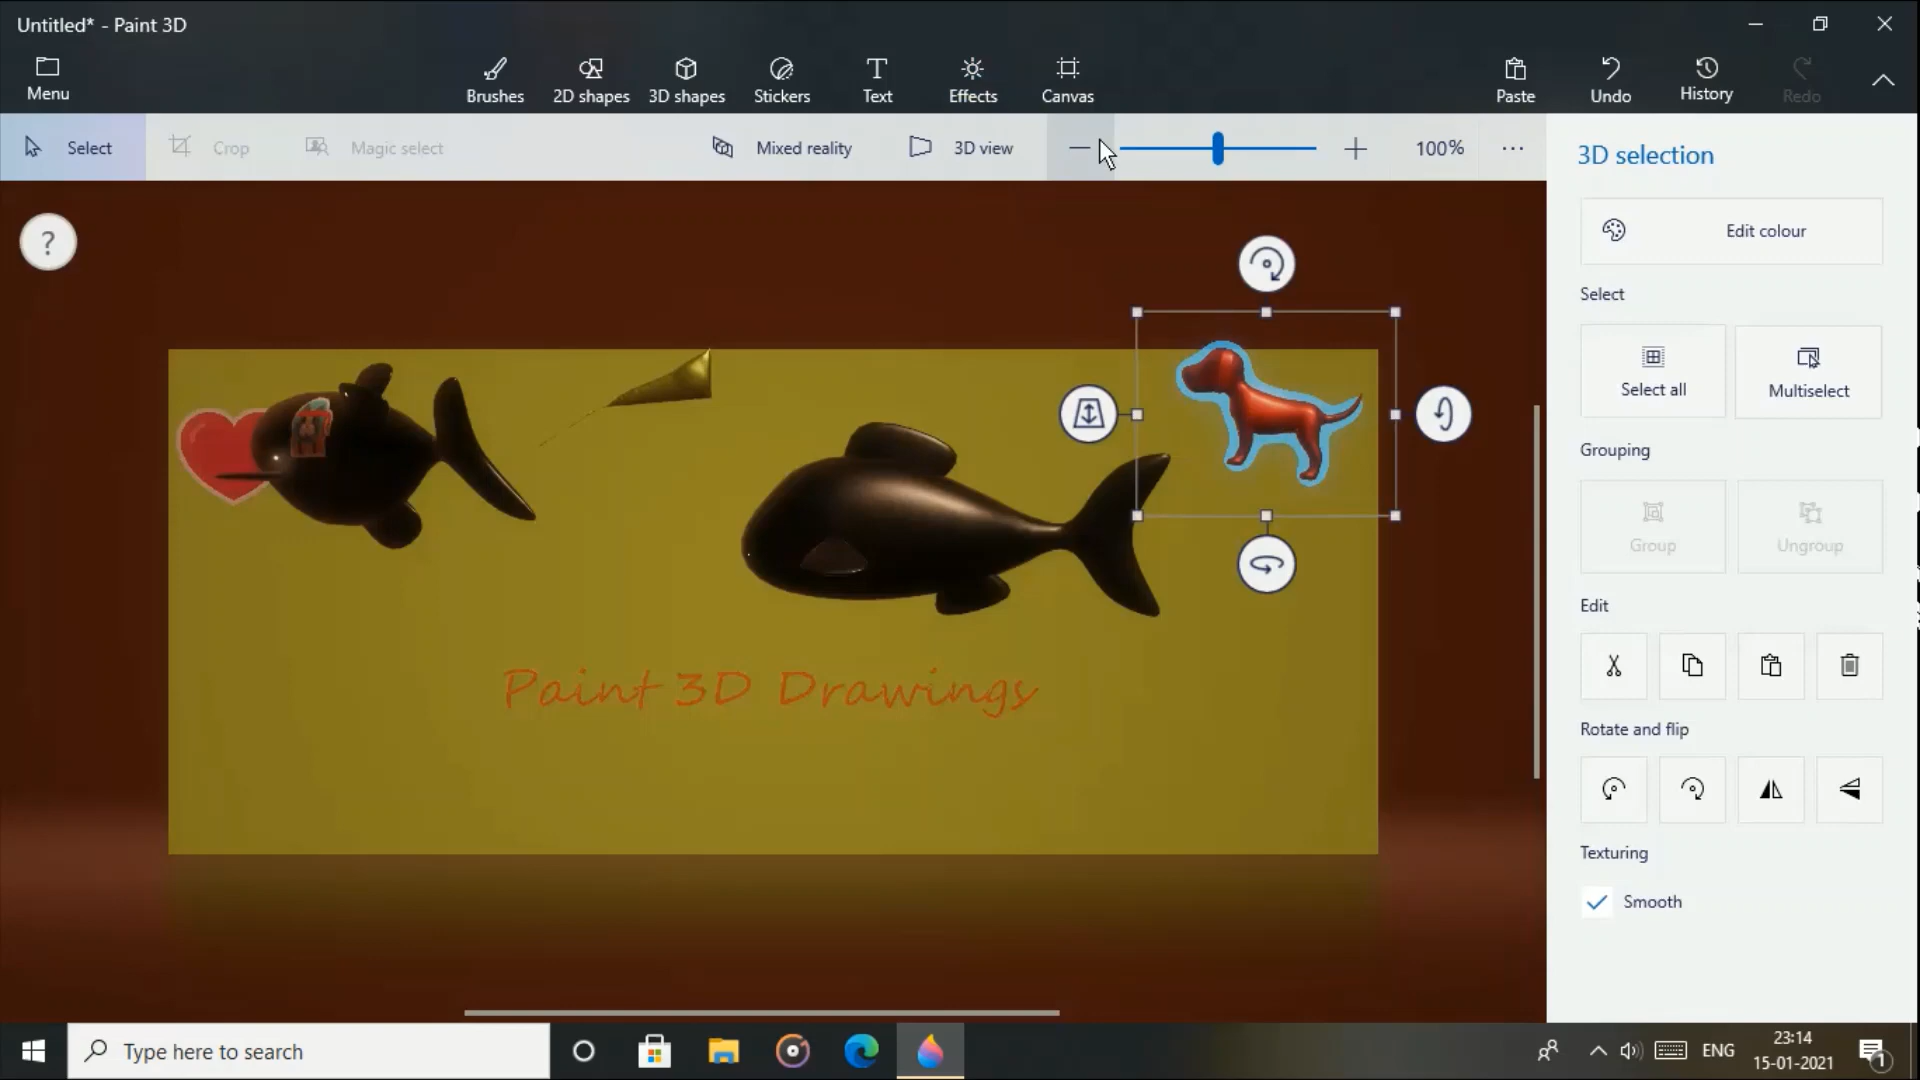 Untitled* - Paint 3D
Menu
Brushes
2D shapes
3D shapes
Stickers
Text
Effects
Canvas
Paste
Undo
History
Redo
Select
Crop
Magic select
Mixed reality
3D view
100%
3D selection
?
Edit colour
Select
Select all
Multiselect
Grouping
Group
Ungroup
Edit
Paint 3D Drawings
Rotate and flip
Texturing
Smooth
Type here to search
ENG
23:14
15-01-2021
1